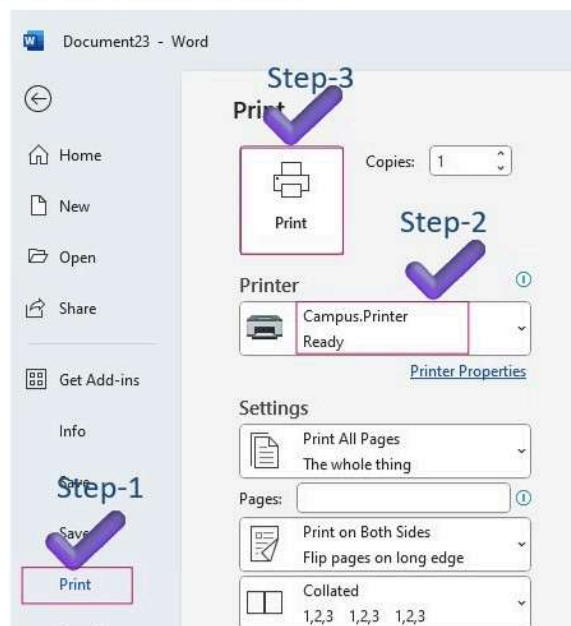 Document23 - Word
Step-3
Print
Home
Copies: 1
New
Print
Step-2
Open
Printer
Share
Campus.Printer
Ready
Printer Properties
Get Add-ins
Settings
Info
Print All Pages
The whole thing
Save
Step-1
Pages:
Save
Print on Both Sides
Flip pages on long edge
Print
Collated
1,2,3 1,2,3 1,2,3